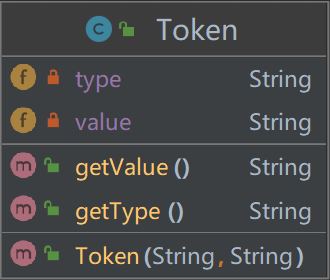 C Token
f type String
f value String
m getValue () String
m getType () String
m Token (String, String)